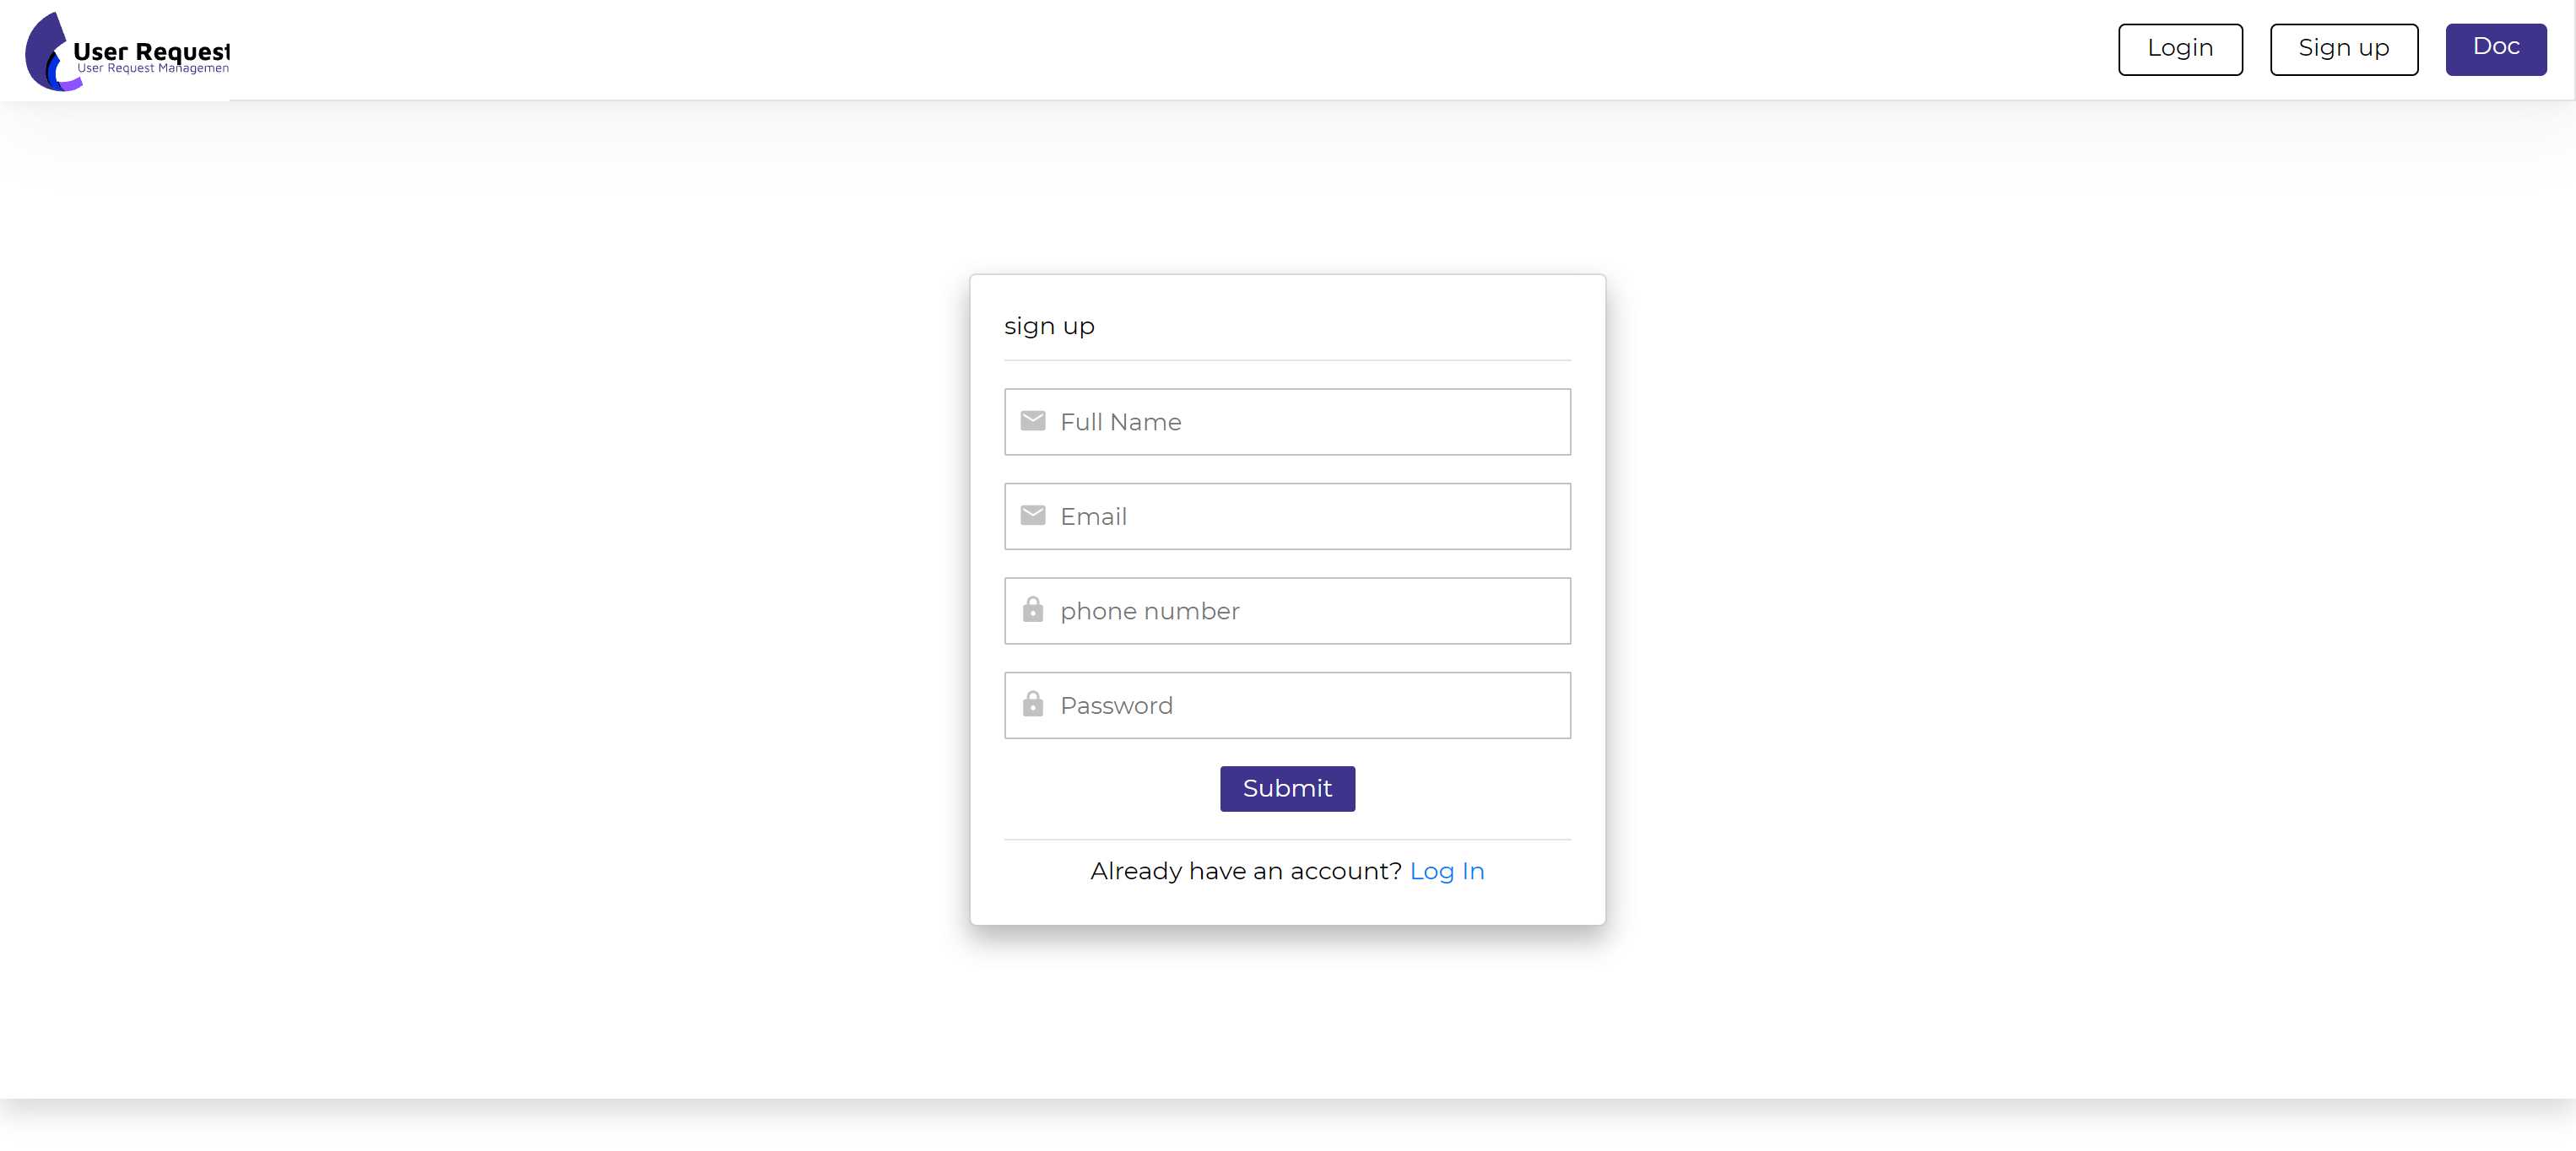 User Request
User Request Managemen
Login
Sign up
Doc
sign up
Full Name
Email
phone number
Password
Submit
Already have an account? Log In